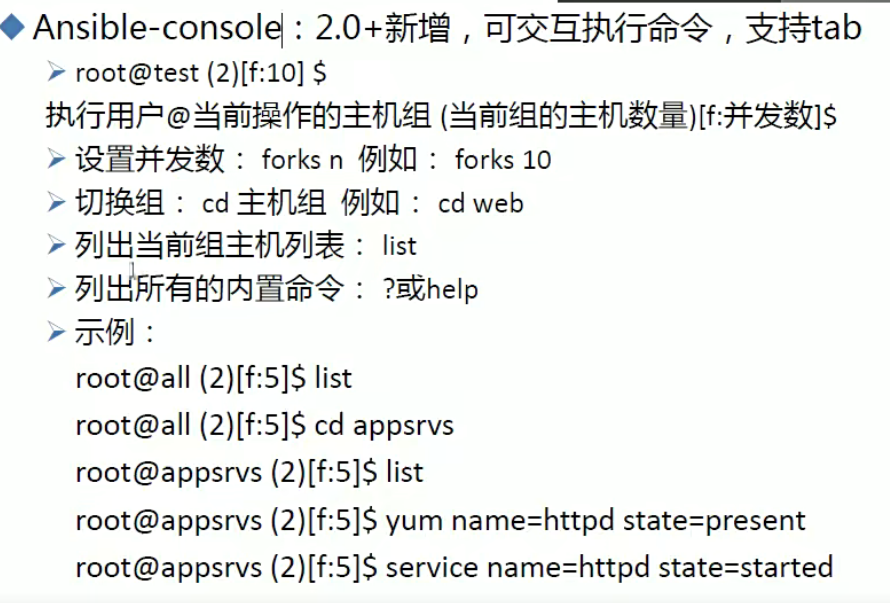 Ansible-console：2.0+新增，可交互执行命令，支持tab
root@test (2)[f:10] $
执行用户@当前操作的主机组 (当前组的主机数量)[f:并发数]$
设置并发数： forks n 例如： forks 10
切换组： cd 主机组 例如： cd web
列出当前组主机列表： list
列出所有的内置命令： ?或help
示例：
root@all (2)[f:5]$ list
root@all (2)[f:5]$ cd appsrvs
root@appsrvs (2)[f:5]$ list
root@appsrvs (2)[f:5]$ yum name=httpd state=present
root@appsrvs (2)[f:5]$ service name=httpd state=started